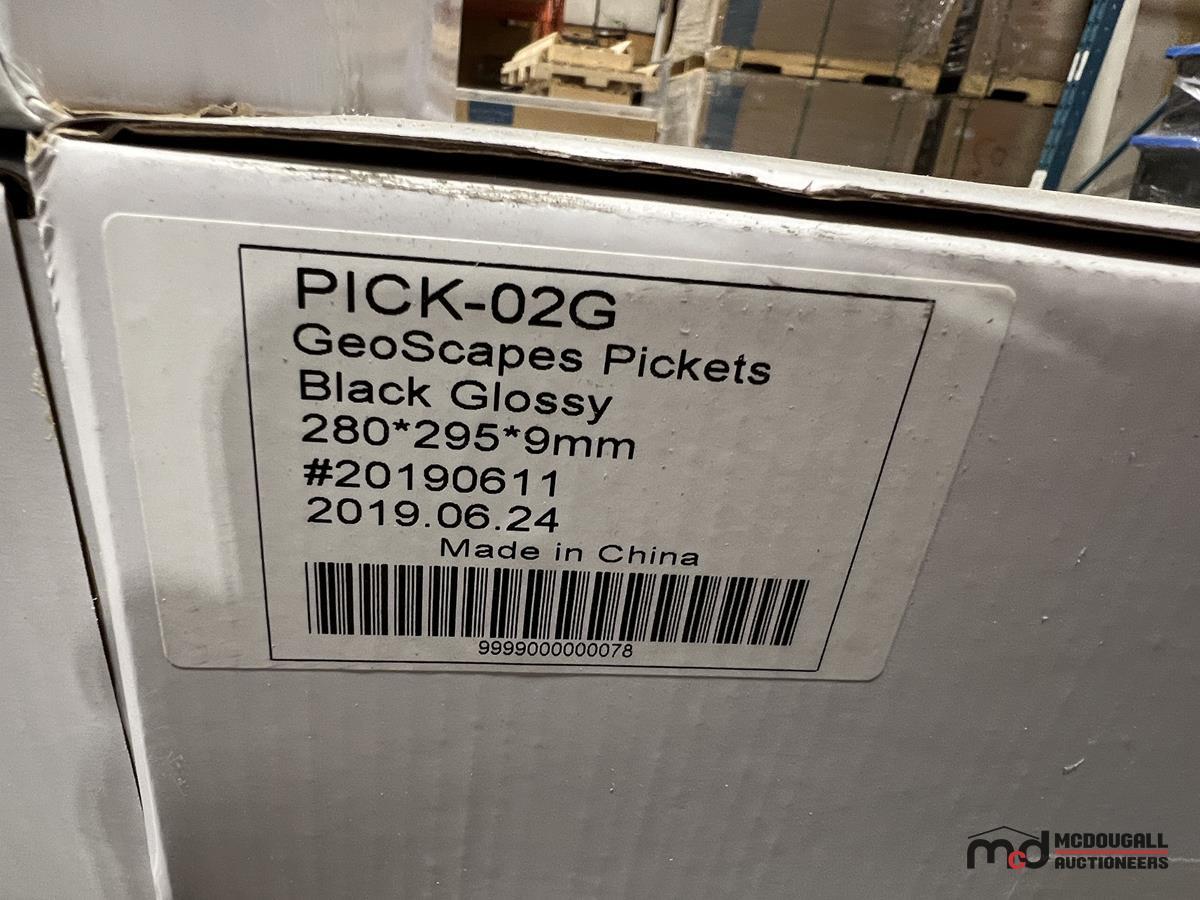 PICK-02G
GeoScapes Pickets
Black Glossy
280*295*9mm
#20190611
2019.06.24
Made in China
9999000000078
mcd MCDOUGALL
AUCTIONEERS